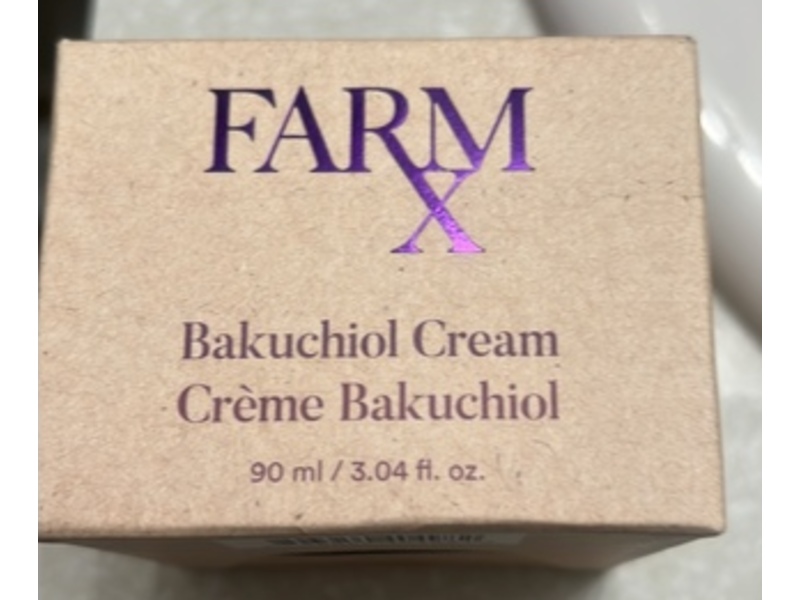 FARM
X
Bakuchiol Cream
Crème Bakuchiol
90 ml / 3.04 fl. oz.